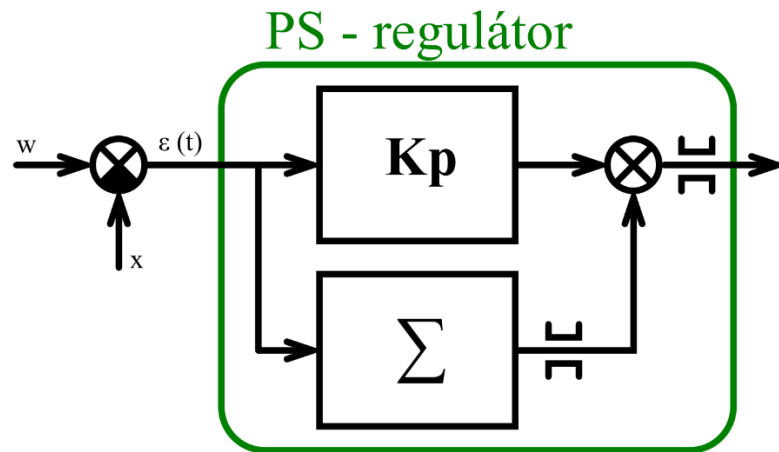 PS - regulátor
w
ε (t)
Kp
x
∑